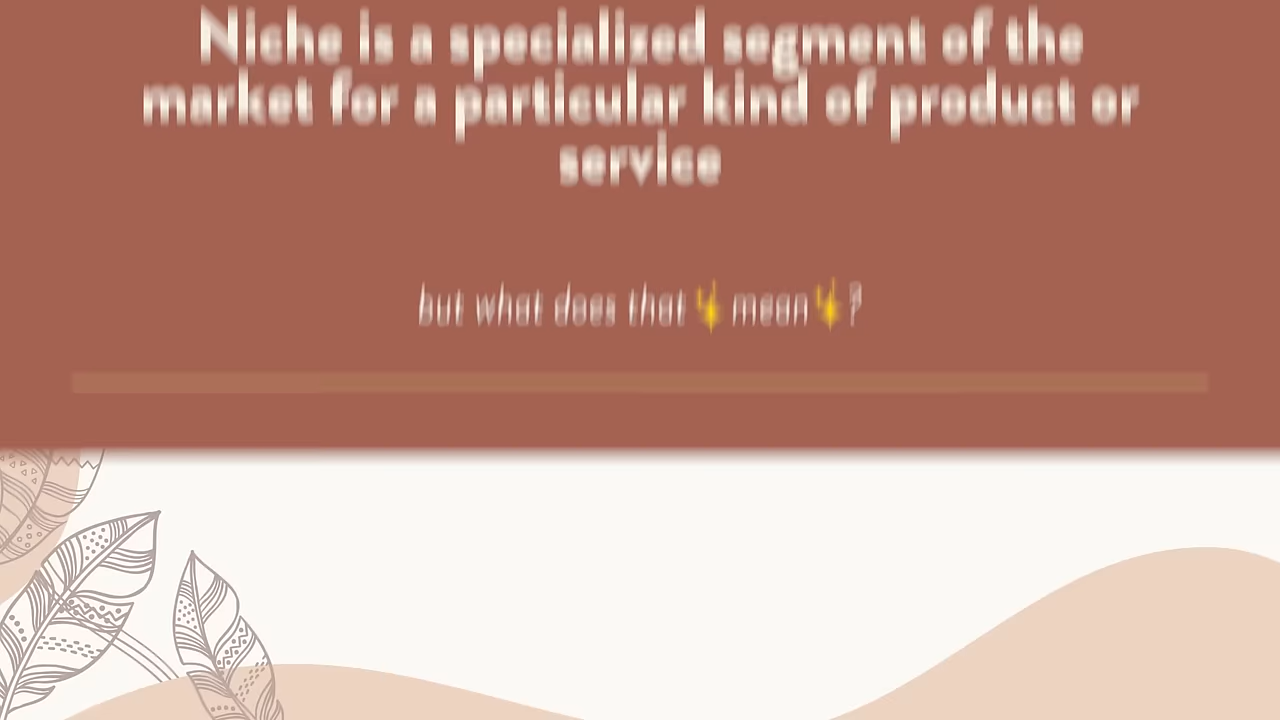 Niche is a specialized segment of the
market for a particular kind of product or
service
but what does that 👇 mean 👇?